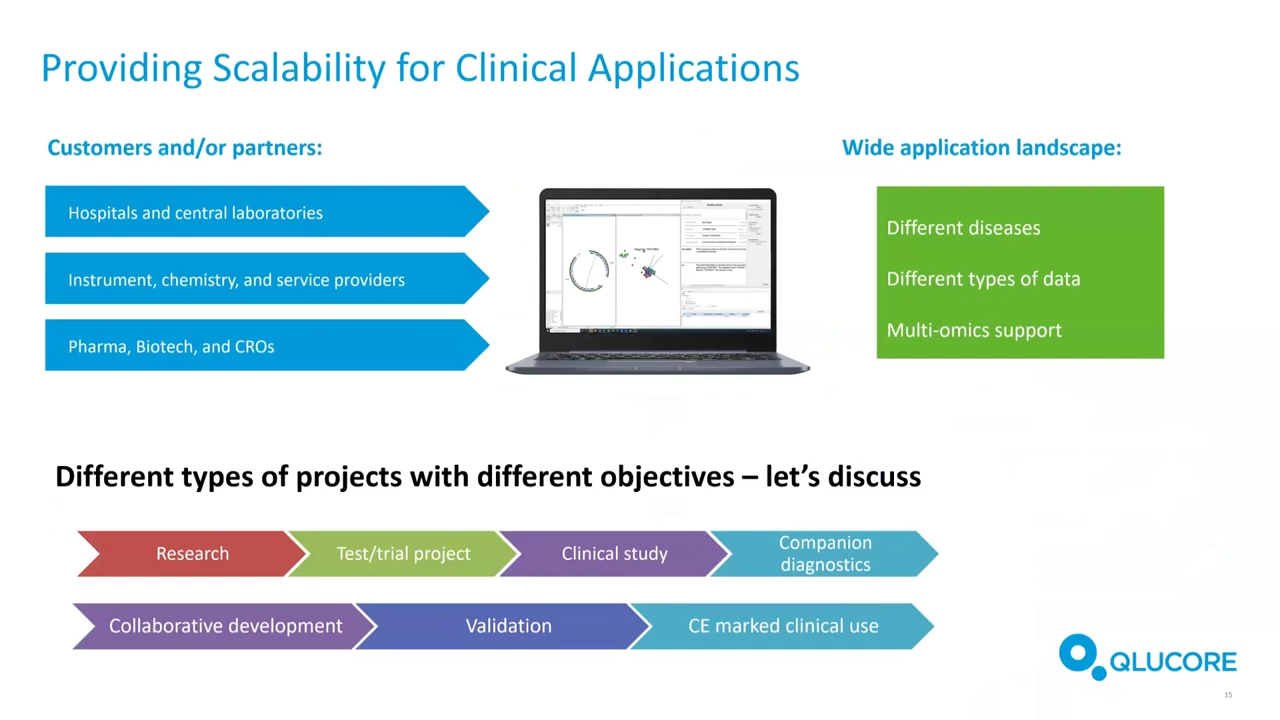 Providing Scalability for Clinical Applications
Customers and/or partners:
Wide application landscape:
Hospitals and central laboratories
Instrument, chemistry, and service providers
Pharma, Biotech, and CROs
Different diseases
Different types of data
Multi-omics support
Different types of projects with different objectives – let’s discuss
Research
Test/trial project
Clinical study
Companion
diagnostics
Collaborative development
Validation
CE marked clinical use
QLUCORE
15